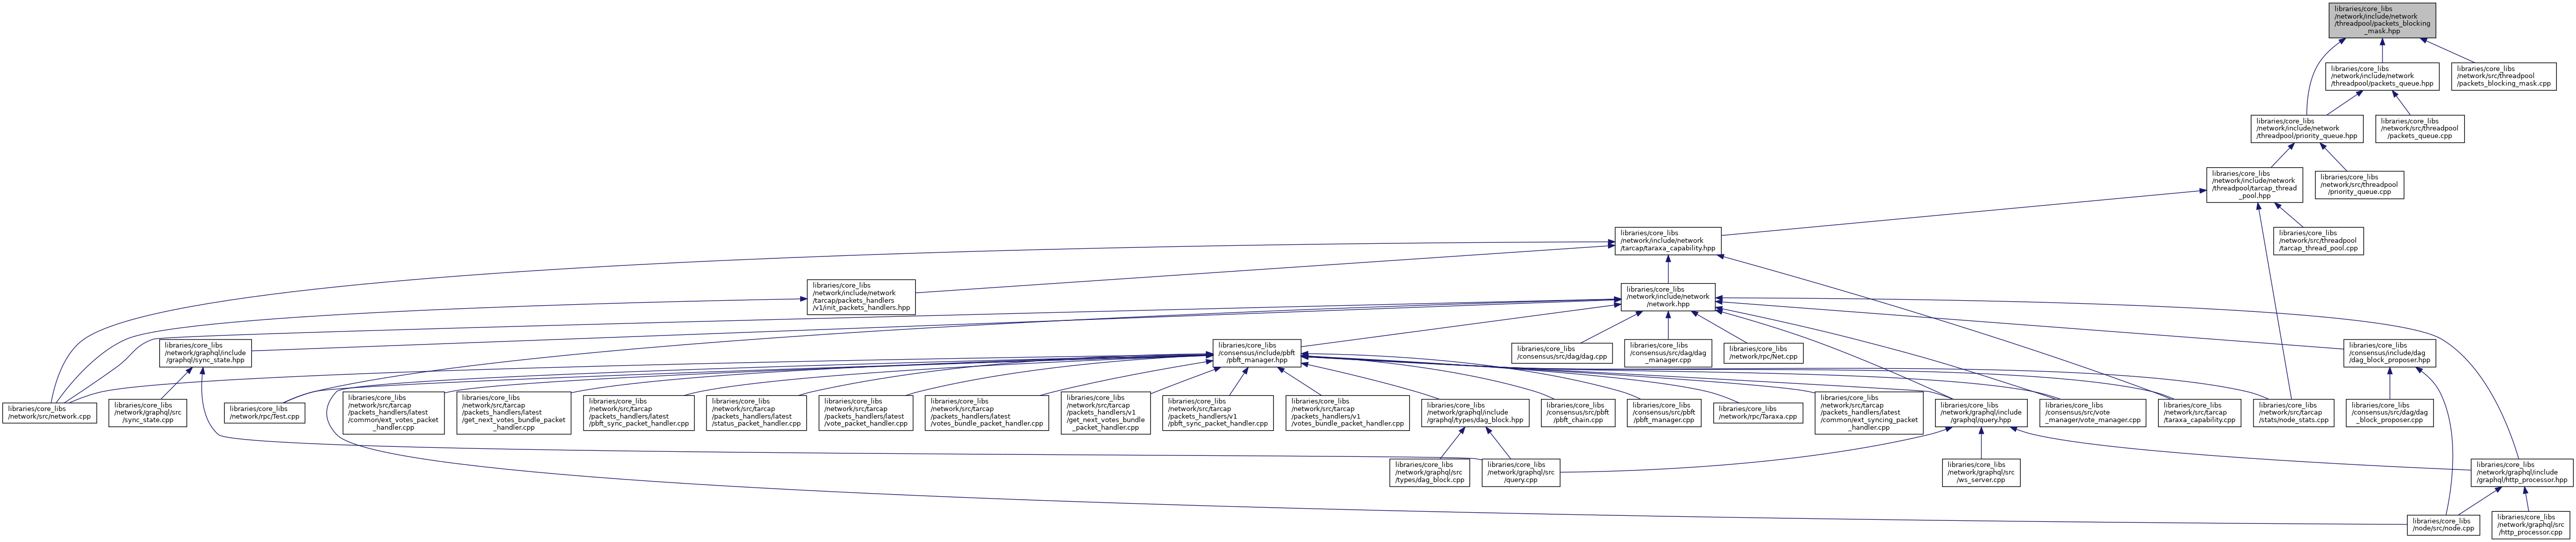 libraries/core_libs
/network/include/network
/threadpool/packets_blocking
_mask.hpp
libraries/core_libs
/network/include/network
/threadpool/packets_queue.hpp
libraries/core_libs
/network/src/threadpool
/packets_blocking_mask.cpp
libraries/core_libs
/network/include/network
/threadpool/priority_queue.hpp
libraries/core_libs
/network/src/threadpool
/packets_queue.cpp
libraries/core_libs
/network/include/network
/threadpool/tarcap_thread
_pool.hpp
libraries/core_libs
/network/src/threadpool
/priority_queue.cpp
libraries/core_libs
/network/include/network
/tarcap/taraxa_capability.hpp
libraries/core_libs
/network/src/threadpool
/tarcap_thread_pool.cpp
libraries/core_libs
/network/include/network
/tarcap/packets_handlers
/v1/init_packets_handlers.hpp
libraries/core_libs
/network/include/network
/network.hpp
libraries/core_libs
/network/graphql/include
/graphql/sync_state.hpp
libraries/core_libs
/consensus/include/pbft
/pbft_manager.hpp
libraries/core_libs
/consensus/src/dag/dag.cpp
libraries/core_libs
/consensus/src/dag/dag
_manager.cpp
libraries/core_libs
/network/rpc/Net.cpp
libraries/core_libs
/consensus/include/dag
/dag_block_proposer.hpp
libraries/core_libs
/network/src/network.cpp
libraries/core_libs
/network/graphql/src
/sync_state.cpp
libraries/core_libs
/network/rpc/Test.cpp
libraries/core_libs
/network/src/tarcap
/packets_handlers/latest
/common/ext_votes_packet
_handler.cpp
libraries/core_libs
/network/src/tarcap
/packets_handlers/latest
/get_next_votes_bundle_packet
_handler.cpp
libraries/core_libs
/network/src/tarcap
/packets_handlers/latest
/pbft_sync_packet_handler.cpp
libraries/core_libs
/network/src/tarcap
/packets_handlers/latest
/status_packet_handler.cpp
libraries/core_libs
/network/src/tarcap
/packets_handlers/latest
/vote_packet_handler.cpp
libraries/core_libs
/network/src/tarcap
/packets_handlers/latest
/votes_bundle_packet_handler.cpp
libraries/core_libs
/network/src/tarcap
/packets_handlers/v1
/get_next_votes_bundle
_packet_handler.cpp
libraries/core_libs
/network/src/tarcap
/packets_handlers/v1
/pbft_sync_packet_handler.cpp
libraries/core_libs
/network/src/tarcap
/packets_handlers/v1
/votes_bundle_packet_handler.cpp
libraries/core_libs
/network/graphql/include
/graphql/types/dag_block.hpp
libraries/core_libs
/consensus/src/pbft
/pbft_chain.cpp
libraries/core_libs
/consensus/src/pbft
/pbft_manager.cpp
libraries/core_libs
/network/rpc/Taraxa.cpp
libraries/core_libs
/network/src/tarcap
/packets_handlers/latest
/common/ext_syncing_packet
_handler.cpp
libraries/core_libs
/network/graphql/include
/graphql/query.hpp
libraries/core_libs
/consensus/src/vote
_manager/vote_manager.cpp
libraries/core_libs
/network/src/tarcap
/taraxa_capability.cpp
libraries/core_libs
/network/src/tarcap
/stats/node_stats.cpp
libraries/core_libs
/consensus/src/dag/dag
_block_proposer.cpp
libraries/core_libs
/network/graphql/src
/types/dag_block.cpp
libraries/core_libs
/network/graphql/src
/query.cpp
libraries/core_libs
/network/graphql/src
/ws_server.cpp
libraries/core_libs
/network/graphql/include
/graphql/http_processor.hpp
libraries/core_libs
/node/src/node.cpp
libraries/core_libs
/network/graphql/src
/http_processor.cpp